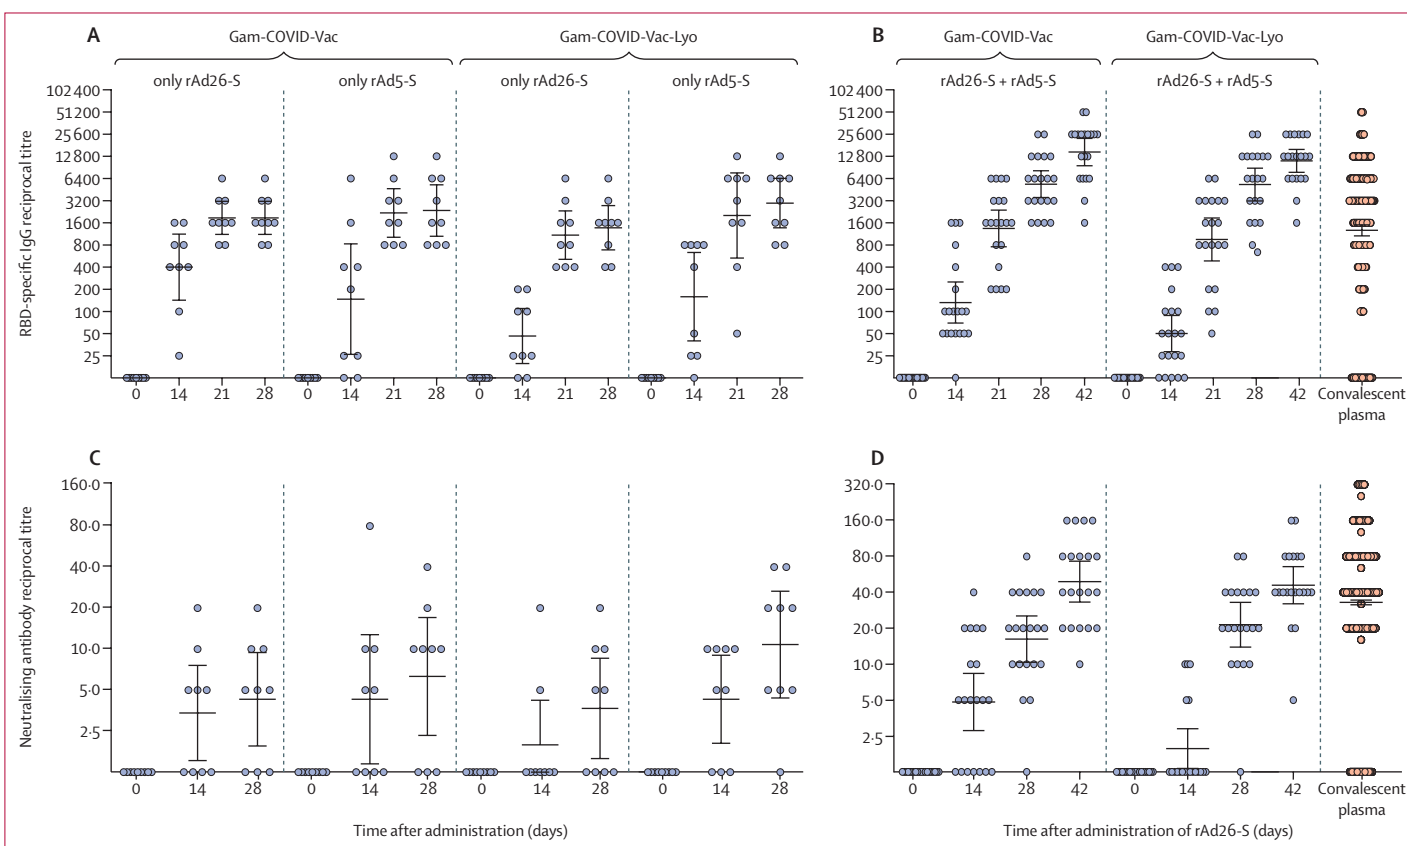 A
Gam-COVID-Vac
Gam-COVID-Vac-Lyo
only rAd26-S
only rAd5-S
only rAd26-S
only rAd5-S
RBD-specific IgG reciprocal titre
102 400
51 200
25 600
12 800
6400
3200
1600
800
400
200
100
50
25
0 14 21 28 0 14 21 28 0 14 21 28 0 14 21 28
B
Gam-COVID-Vac
Gam-COVID-Vac-Lyo
rAd26-S + rAd5-S
rAd26-S + rAd5-S
102 400
51 200
25 600
12 800
6400
3200
1600
800
400
200
100
50
25
0 14 21 28 42 0 14 21 28 42 Convalescent
plasma
C
Neutralising antibody reciprocal titre
160·0
80·0
40·0
20·0
10·0
5·0
2·5
0 14 28 0 14 28 0 14 28 0 14 28
Time after administration (days)
D
320·0
160·0
80·0
40·0
20·0
10·0
5·0
2·5
0 14 28 42 0 14 28 42 Convalescent
plasma
Time after administration of rAd26-S (days)